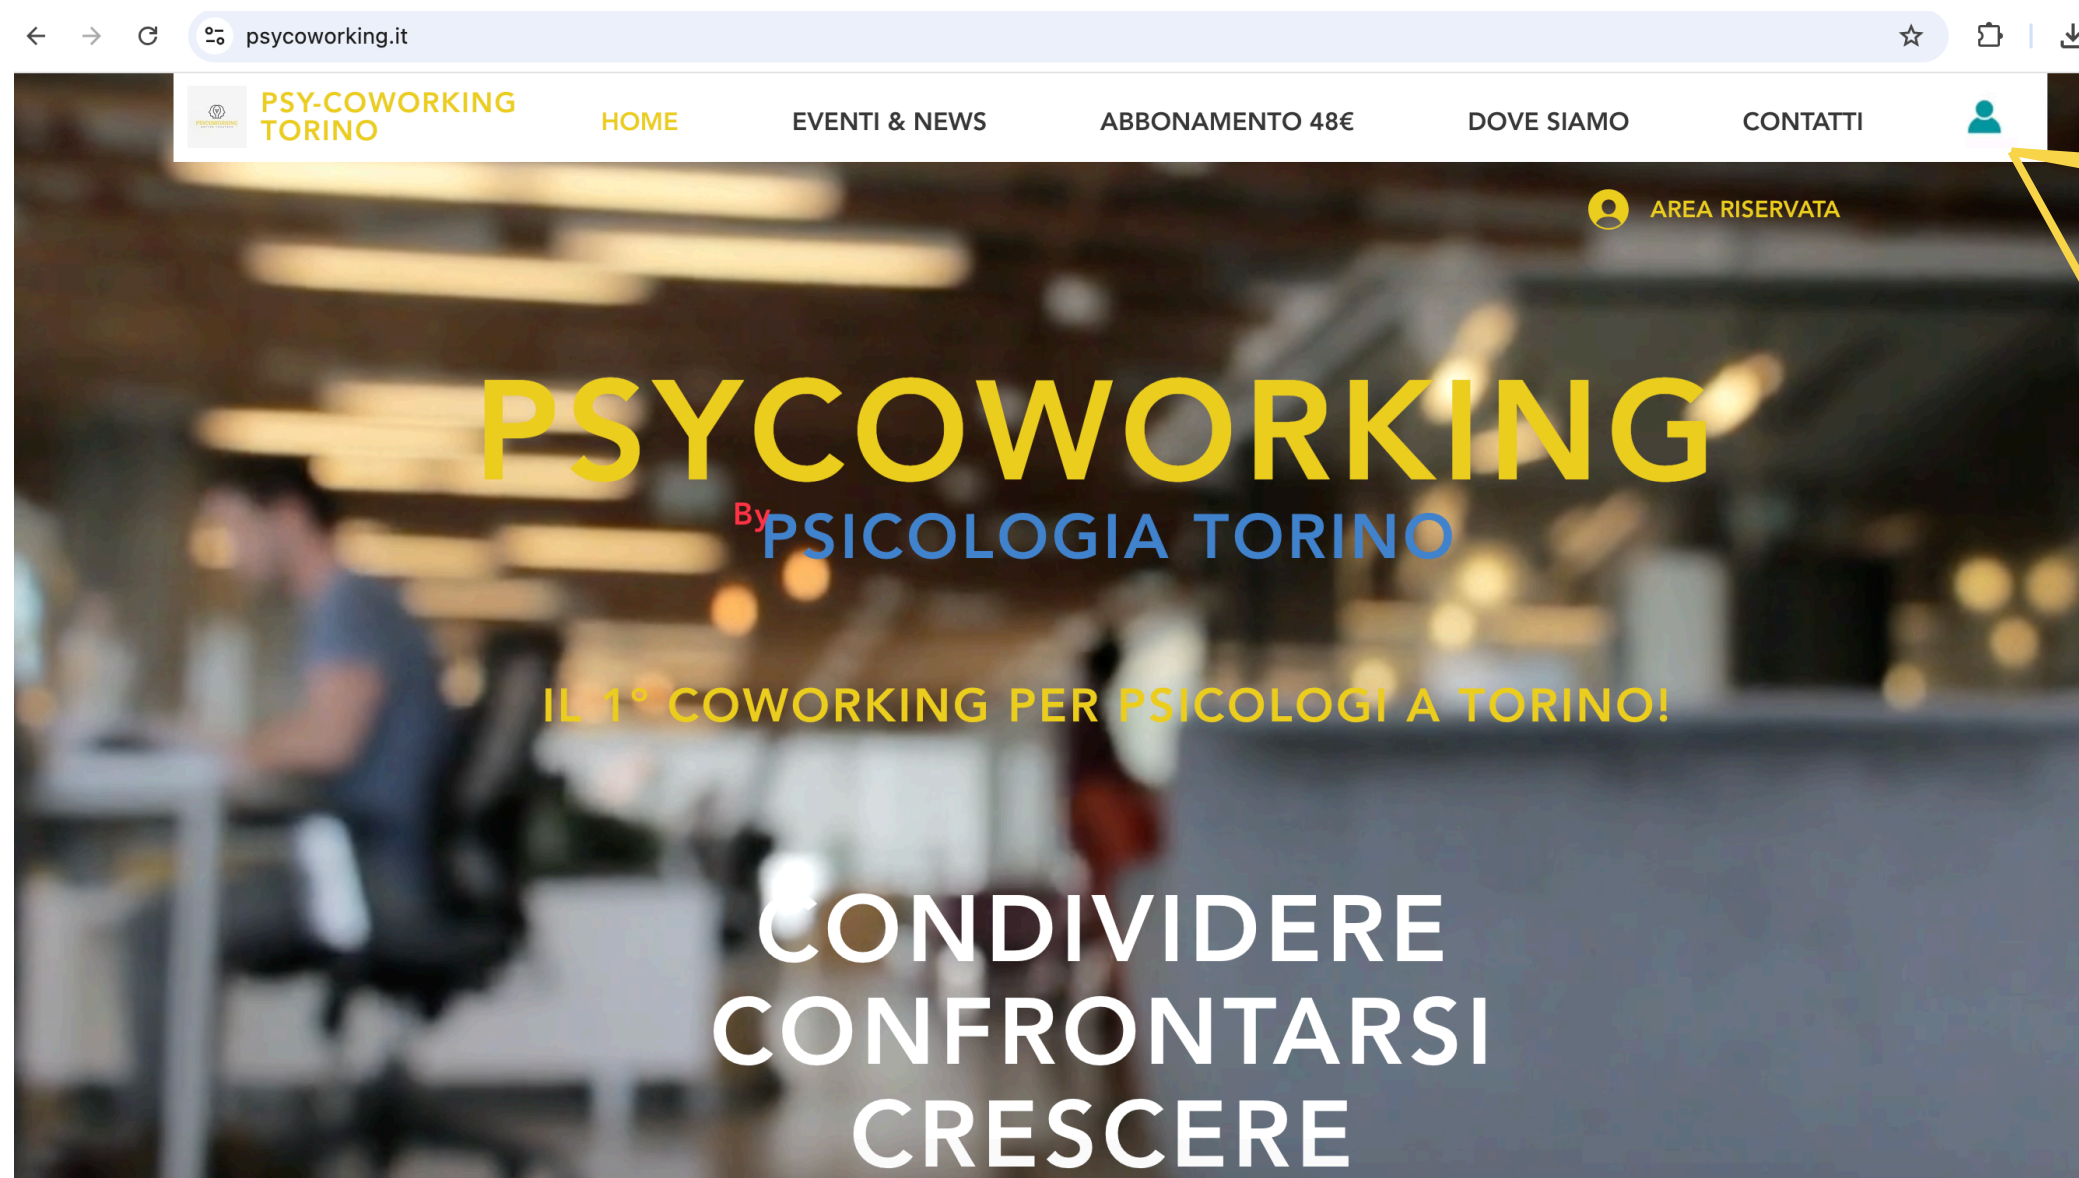 psycoworking.it
PSY-COWORKING
TORINO
HOME
EVENTI & NEWS
ABBONAMENTO 48€
DOVE SIAMO
CONTATTI
AREA RISERVATA
PSYCOWORKING
By
PSICOLOGIA TORINO
IL 1° COWORKING PER PSICOLOGI A TORINO!
CONDIVIDERE
CONFRONTARSI
CRESCERE